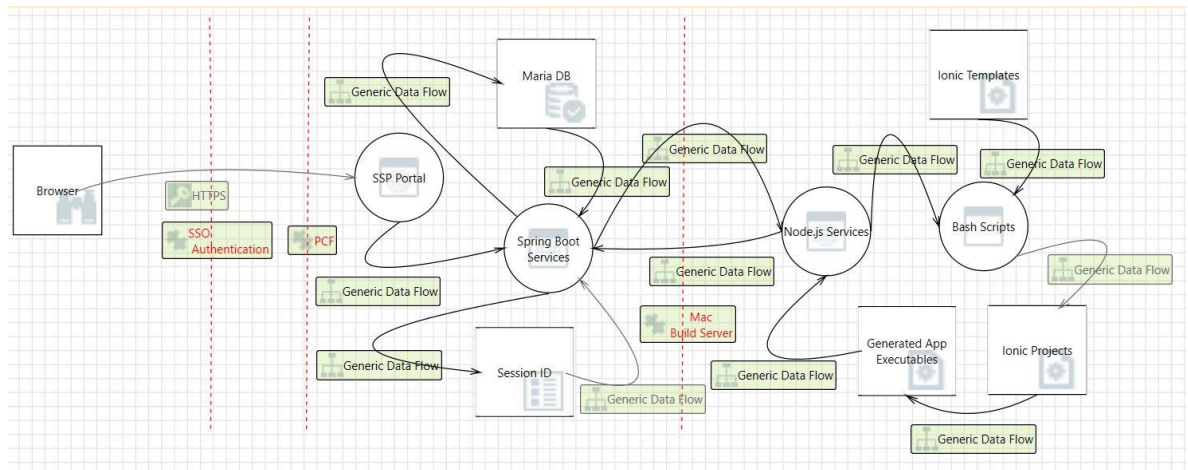 Maria DB
Ionic Templates
Generic Data Flow
Generic Data Flow
Generic Data Flow
Generic Data Flow
SSP Portal
Generic Data Flow
Browser
HTTPS
SSO
Authentication
PCF
Spring Boot
Services
Node.js Services
Bash Scripts
Generic Data Flow
Generic Data Flow
Generic Data Flow
Mac
Build Server
Generated App
Executables
Ionic Projects
Generic Data Flow
Session ID
Generic Data Flow
Generic Data Flow
Generic Data Flow